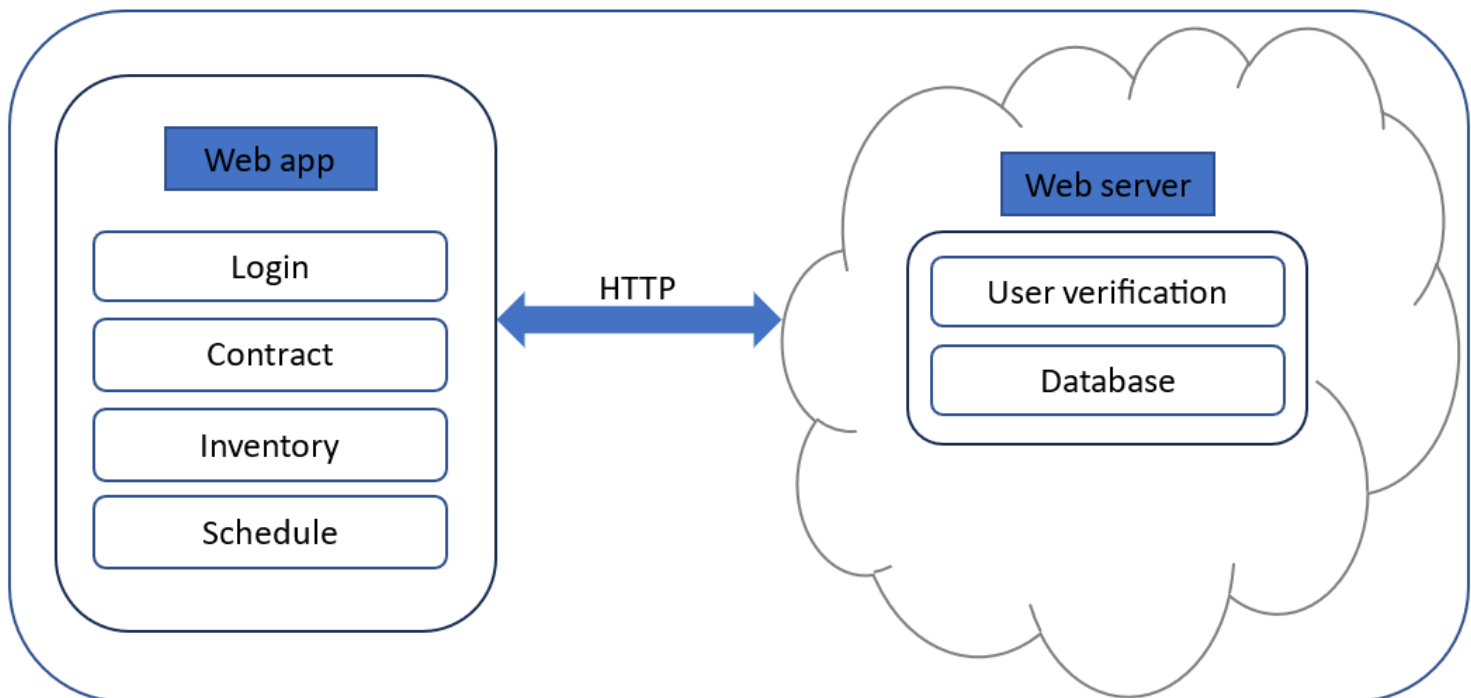 Web app
Login
Contract
Inventory
Schedule
HTTP
Web server
User verification
Database